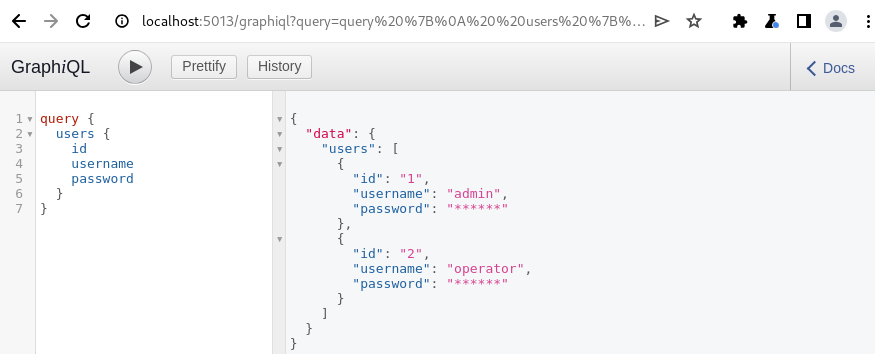 localhost:5013/graphiql?query=query%20%7B%0A%20%20users%20%7B%...
GraphiQL Prettify History Docs
1 query {
2 users {
3 id
4 username
5 password
6 }
7 }
{
"data": {
"users": [
{
"id": "1",
"username": "admin",
"password": "******"
},
{
"id": "2",
"username": "operator",
"password": "******"
}
]
}
}